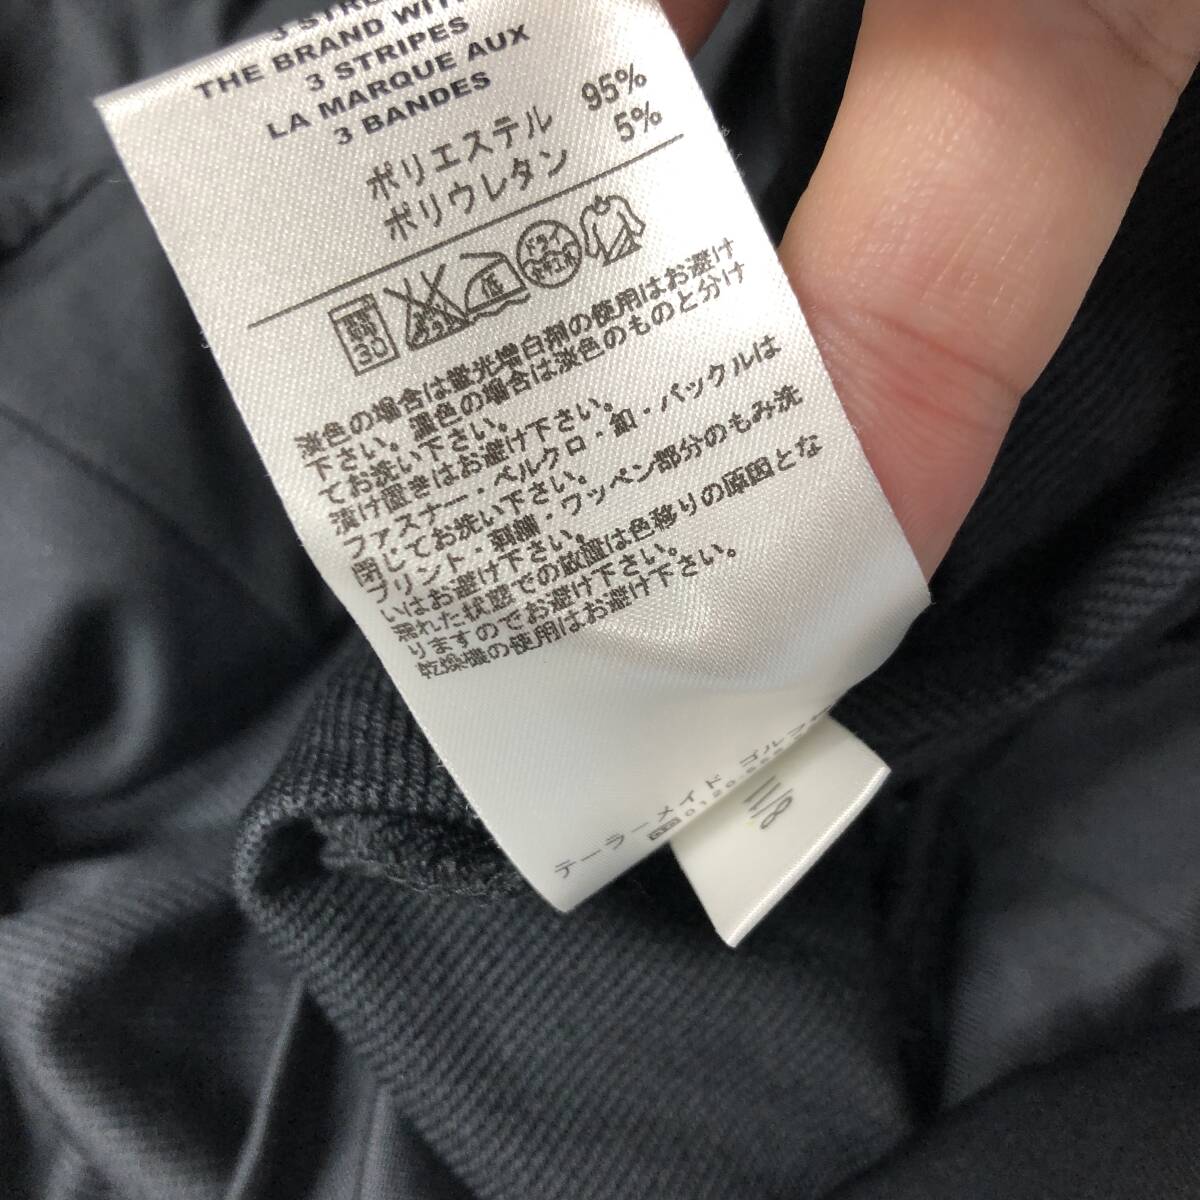 THE BRAND WITH
3 STRIPES
LA MARQUE AUX
3 BANDES
ポリエステル 95%
ポリウレタン 5%
30
低
ドライ
淡色の場合は蛍光増白剤の使用はお避け
下さい。濃色の場合は淡色のものと分け
てお洗い下さい。
漬け置きはお避け下さい。
ファスナー・ベルクロ・釦・バックルは
閉じてお洗い下さい。
プリント・刺繍・ワッペン部分のもみ洗
いはお避け下さい。
濡れた状態での放置は色移りの原因とな
りますのでお避け下さい。
乾燥機の使用はお避け下さい。
テーラーメイド ゴルフ
11/8